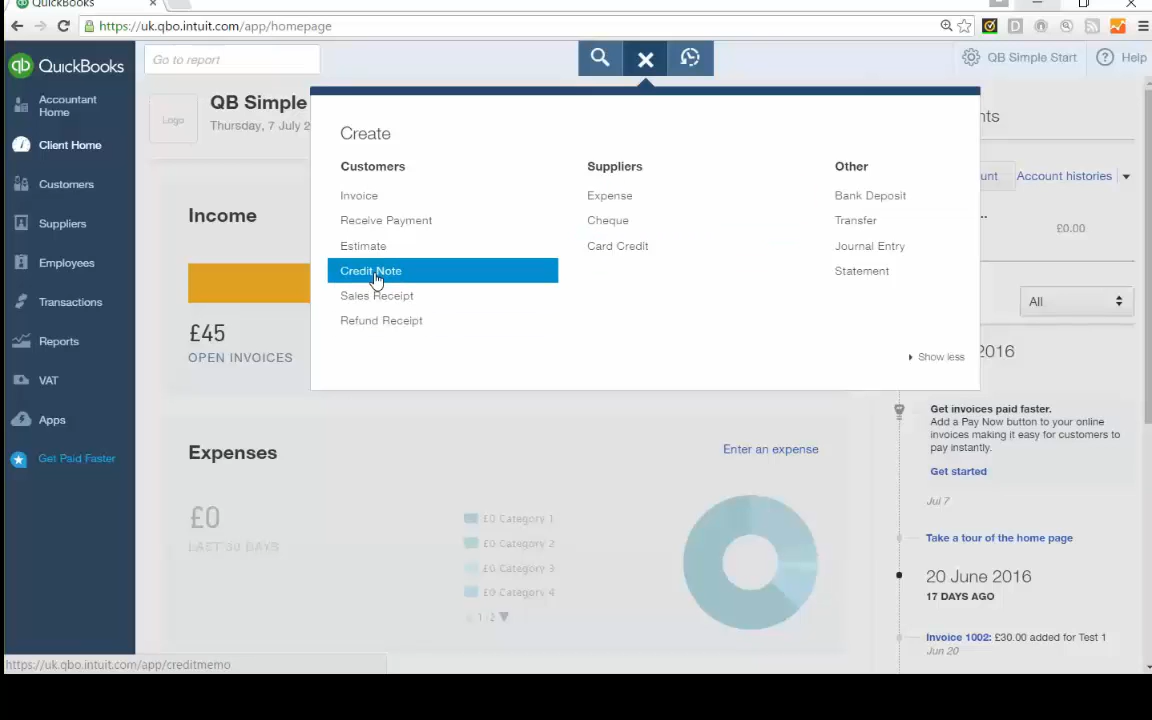 QuickBooks
https://uk.qbo.intuit.com/app/homepage
QuickBooks
Go to report
QB Simple Start
Help
Accountant
Home
Client Home
Customers
Suppliers
Employees
Transactions
Reports
VAT
Apps
Get Paid Faster
Logo
QB Simple
Thursday, 7 July 2
Create
Customers
Invoice
Receive Payment
Estimate
Credit Note
Sales Receipt
Refund Receipt
Suppliers
Expense
Cheque
Card Credit
Other
Bank Deposit
Transfer
Journal Entry
Statement
Show less
Income
£45
OPEN INVOICES
Expenses
Enter an expense
£0
LAST 30 DAYS
£0 Category 1
£0 Category 2
£0 Category 3
£0 Category 4
1/2
nts
unt
Account histories
...
£0.00
All
2016
Get invoices paid faster.
Add a Pay Now button to your online
invoices making it easy for customers to
pay instantly.
Get started
Jul 7
Take a tour of the home page
20 June 2016
17 DAYS AGO
Invoice 1002: £30.00 added for Test 1
Jun 20
https://uk.qbo.intuit.com/app/creditmemo